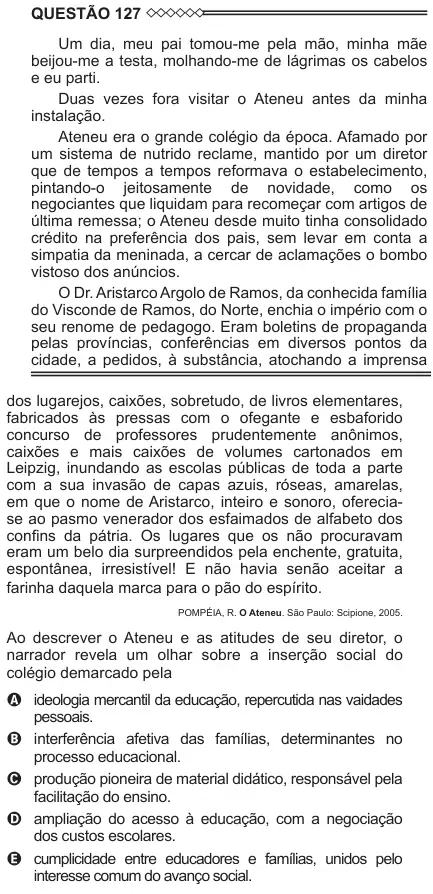 QUESTÃO 127
Um dia, meu pai tomou-me pela mão, minha mãe
beijou-me a testa, molhando-me de lágrimas os cabelos
e eu parti.
Duas vezes fora visitar o Ateneu antes da minha
instalação.
Ateneu era o grande colégio da época. Afamado por
um sistema de nutrido reclame, mantido por um diretor
que de tempos a tempos reformava o estabelecimento,
pintando-o jeitosamente de novidade, como os
negociantes que liquidam para recomeçar com artigos de
última remessa; o Ateneu desde muito tinha consolidado
crédito na preferência dos pais, sem levar em conta a
simpatia da meninada, a cercar de aclamações o bombo
vistoso dos anúncios.
O Dr. Aristarco Argolo de Ramos, da conhecida família
do Visconde de Ramos, do Norte, enchia o império com o
seu renome de pedagogo. Eram boletins de propaganda
pelas províncias, conferências em diversos pontos da
cidade, a pedidos, à substância, atochando a imprensa
dos lugarejos, caixões, sobretudo, de livros elementares,
fabricados às pressas com o ofegante e esbaforido
concurso de professores prudentemente anônimos,
caixões e mais caixões de volumes cartonados em
Leipzig, inundando as escolas públicas de toda a parte
com a sua invasão de capas azuis, róseas, amarelas,
em que o nome de Aristarco, inteiro e sonoro, oferecia-
se ao pasmo venerador dos esfaimados de alfabeto dos
confins da pátria. Os lugares que os não procuravam
eram um belo dia surpreendidos pela enchente, gratuita,
espontânea, irresistível! E não havia senão aceitar a
farinha daquela marca para o pão do espírito.
POMPÉIA, R. O Ateneu. São Paulo: Scipione, 2005.
Ao descrever o Ateneu e as atitudes de seu diretor, o
narrador revela um olhar sobre a inserção social do
colégio demarcado pela
A ideologia mercantil da educação, repercutida nas vaidades
pessoais.
B interferência afetiva das famílias, determinantes no
processo educacional.
C produção pioneira de material didático, responsável pela
facilitação do ensino.
D ampliação do acesso à educação, com a negociação
dos custos escolares.
E cumplicidade entre educadores e famílias, unidos pelo
interesse comum do avanço social.